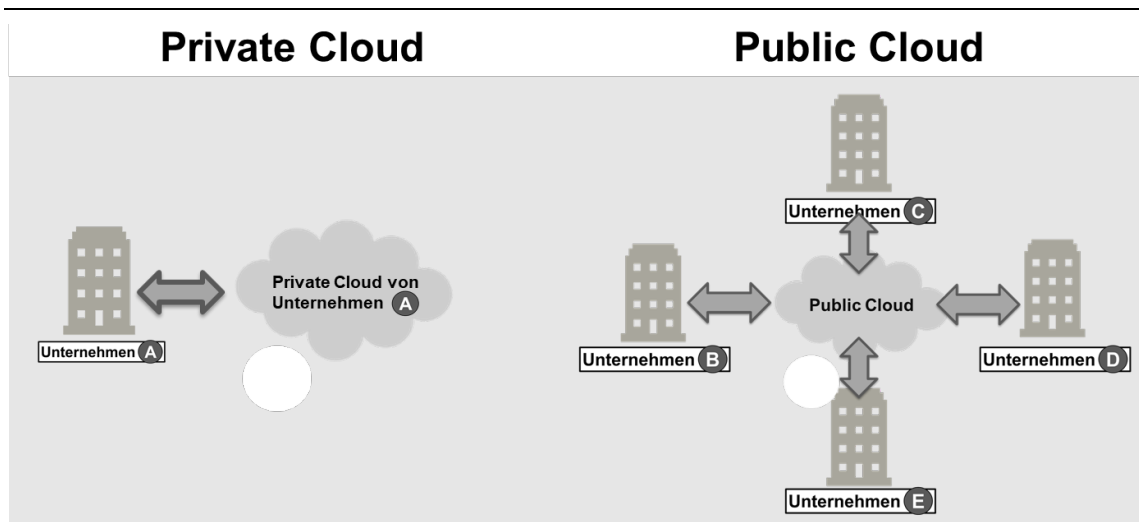 Private Cloud
Public Cloud
Private Cloud von
Unternehmen A
Unternehmen A
Unternehmen C
Public Cloud
Unternehmen B
Unternehmen D
Unternehmen E